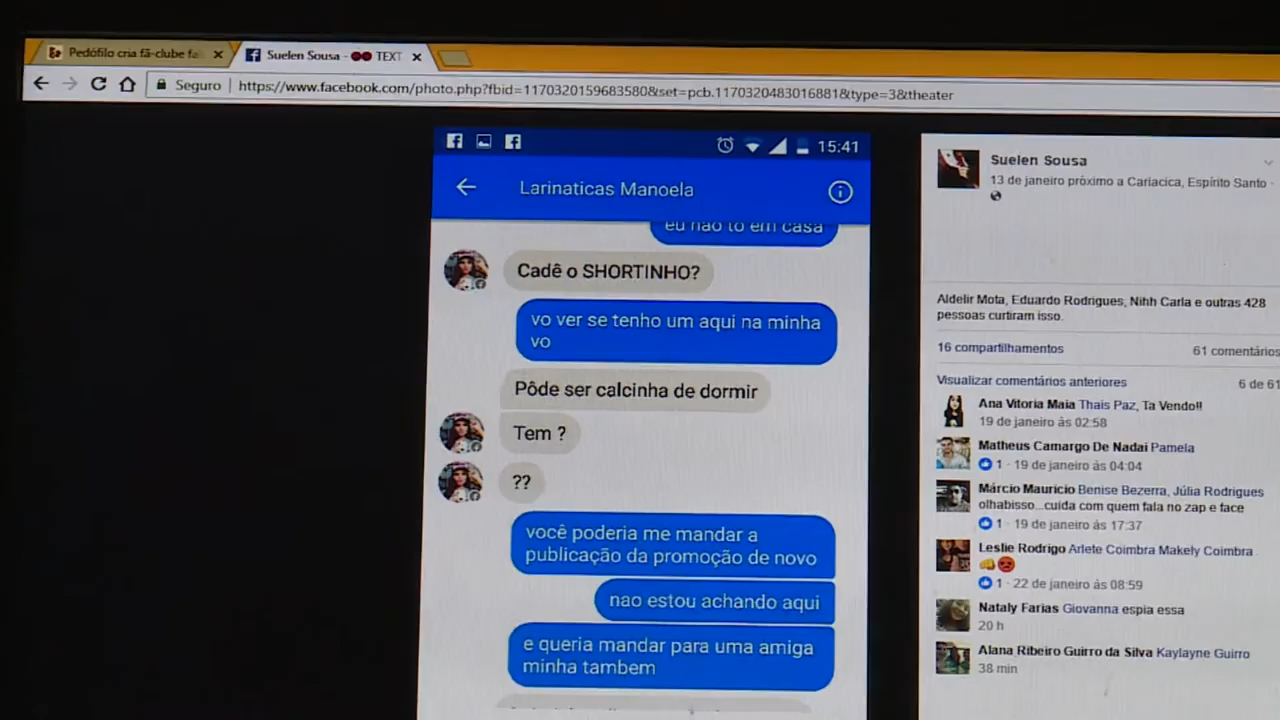 Pedófilo cria fã-clube fal
Suelen Sousa - TEXT
Seguro
https://www.facebook.com/photo.php?fbid=1170320159683580&set=pcb.1170320483016881&type=3&theater
15:41
Larinaticas Manoela
eu nao to em casa
Cadê o SHORTINHO?
vo ver se tenho um aqui na minha
vo
Pôde ser calcinha de dormir
Tem ?
??
você poderia me mandar a
publicação da promoção de novo
nao estou achando aqui
e queria mandar para uma amiga
minha tambem
Suelen Sousa
13 de janeiro próximo a Cariacica, Espírito Santo ·
Aldelir Mota, Eduardo Rodrigues, Nihh Carla e outras 428
pessoas curtiram isso.
16 compartilhamentos
61 comentários
Visualizar comentários anteriores
6 de 61
Ana Vitoria Maia Thais Paz, Ta Vendo!!
19 de janeiro às 02:58
Matheus Camargo De Nadai Pamela
1 · 19 de janeiro às 04:04
Márcio Mauricio Benise Bezerra, Júlia Rodrigues
olhabisso...cuida com quem fala no zap e face
1 · 19 de janeiro às 17:37
Leslie Rodrigo Arlete Coimbra Makely Coimbra
1 · 22 de janeiro às 08:59
Nataly Farias Giovanna espia essa
20 h
Alana Ribeiro Guirro da Silva Kaylayne Guirro
38 min